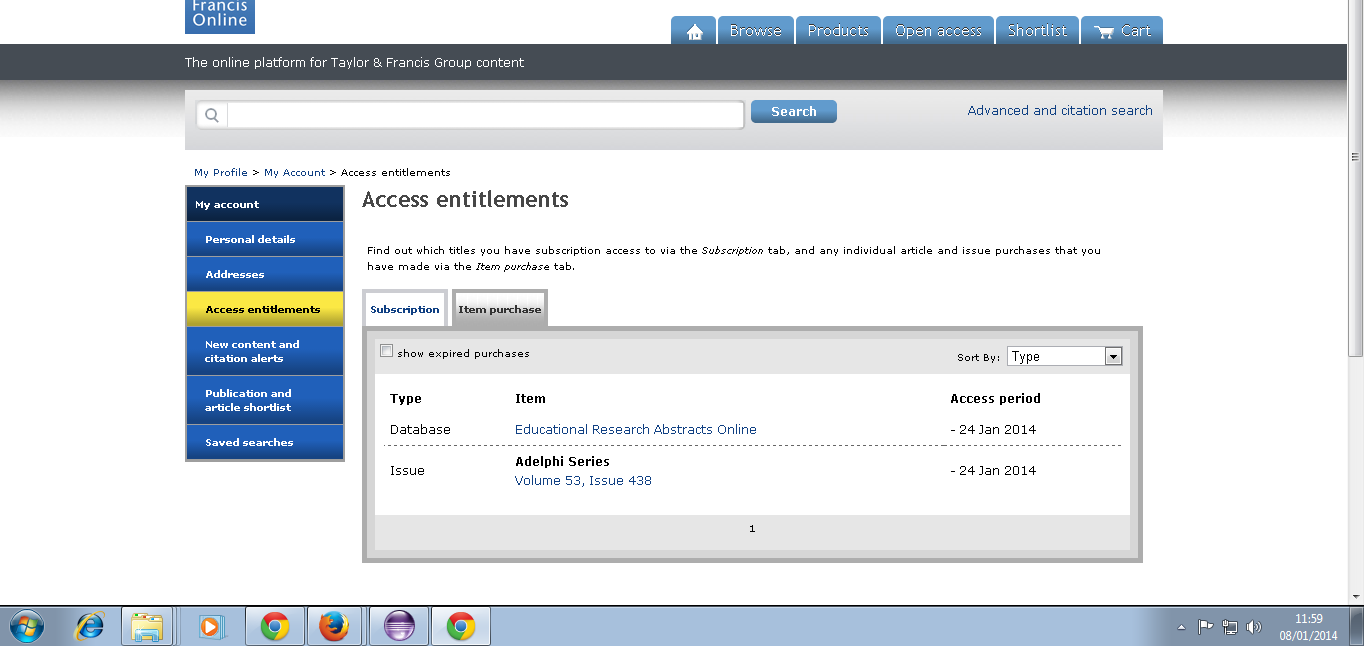 Francis
Online
Browse
Products
Open access
Shortlist
Cart
The online platform for Taylor & Francis Group content
Search
Advanced and citation search
My Profile > My Account > Access entitlements
My account
Personal details
Addresses
Access entitlements
New content and
citation alerts
Publication and
article shortlist
Saved searches
Access entitlements
Find out which titles you have subscription access to via the Subscription tab, and any individual article and issue purchases that you
have made via the Item purchase tab.
Subscription
Item purchase
show expired purchases
Sort By: Type
Type Item Access period
Database Educational Research Abstracts Online - 24 Jan 2014
Adelphi Series
Issue - 24 Jan 2014
Volume 53, Issue 438
1
11:59
08/01/2014